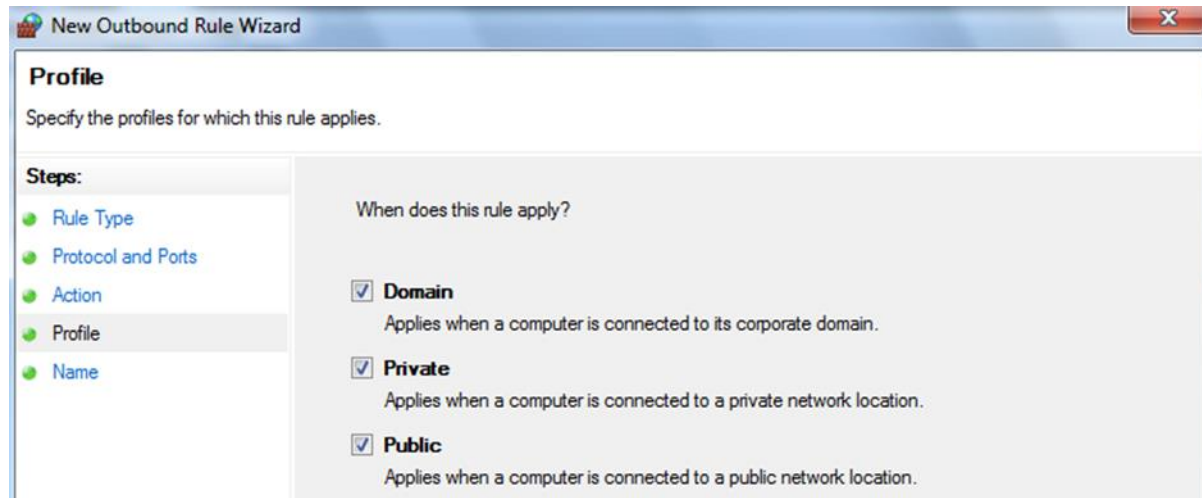 New Outbound Rule Wizard
Profile
Specify the profiles for which this rule applies.
Steps:
Rule Type
Protocol and Ports
Action
Profile
Name
When does this rule apply?
Domain
Applies when a computer is connected to its corporate domain.
Private
Applies when a computer is connected to a private network location.
Public
Applies when a computer is connected to a public network location.